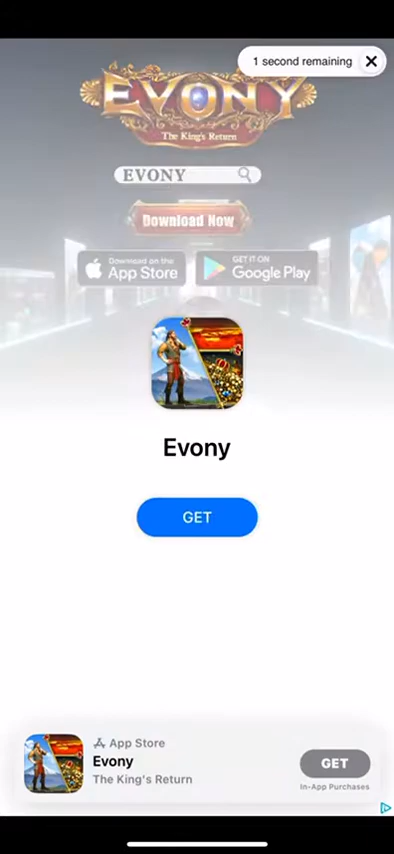 1 second remaining
EVONY
The King's Return
EVONY
Download Now
Download on the
App Store
GET IT ON
Google Play
Evony
GET
App Store
Evony
The King's Return
GET
In-App Purchases